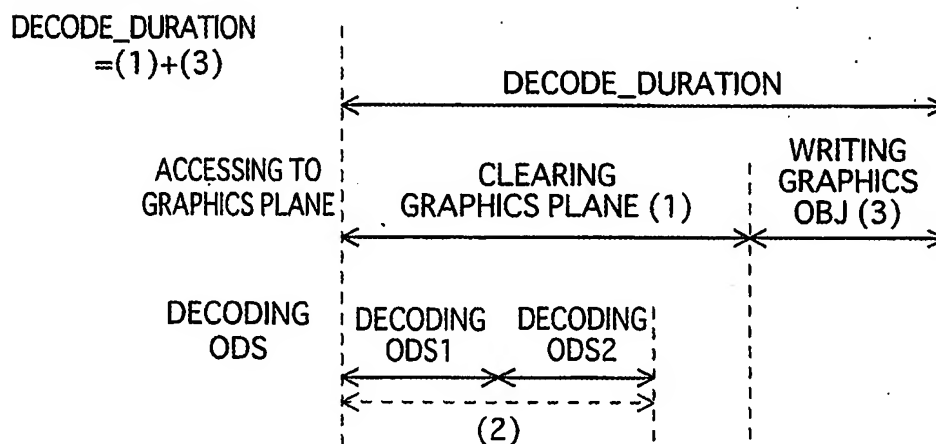 DECODE_DURATION
=(1)+(3)
DECODE_DURATION
ACCESSING TO
GRAPHICS PLANE
CLEARING
GRAPHICS PLANE (1)
WRITING
GRAPHICS
OBJ (3)
DECODING
ODS
DECODING
ODS1
DECODING
ODS2
(2)